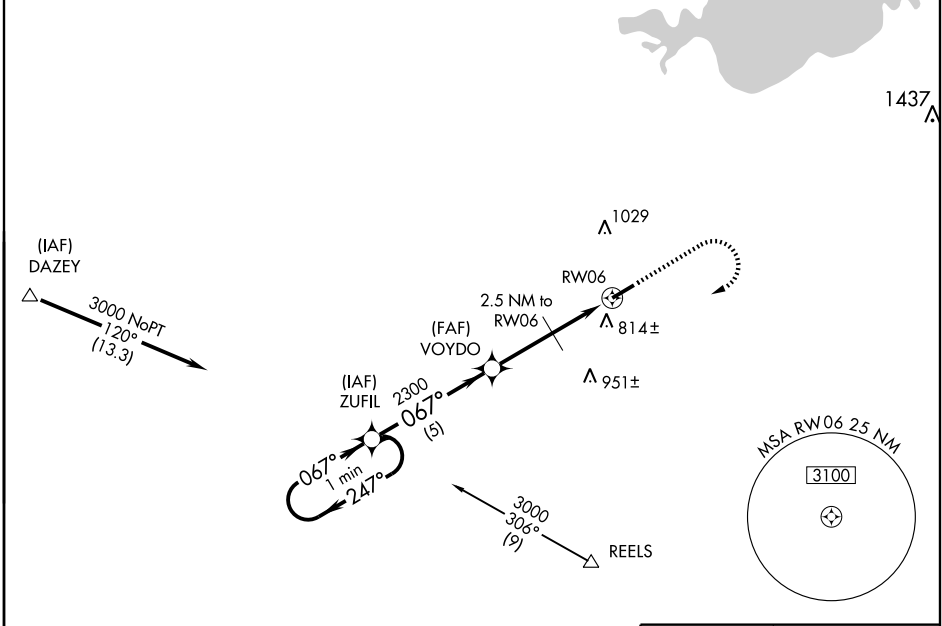 1437
1029
(IAF)
DAZEY
3000 NoPT
120°
(13.3)
RW06
2.5 NM to
RW06
814±
(FAF)
VOYDO
951±
(IAF)
ZUFIL
2300
067°
(5)
067°
1 min
247°
3000
306°
(9)
REELS
MSA RW06 25 NM
3100